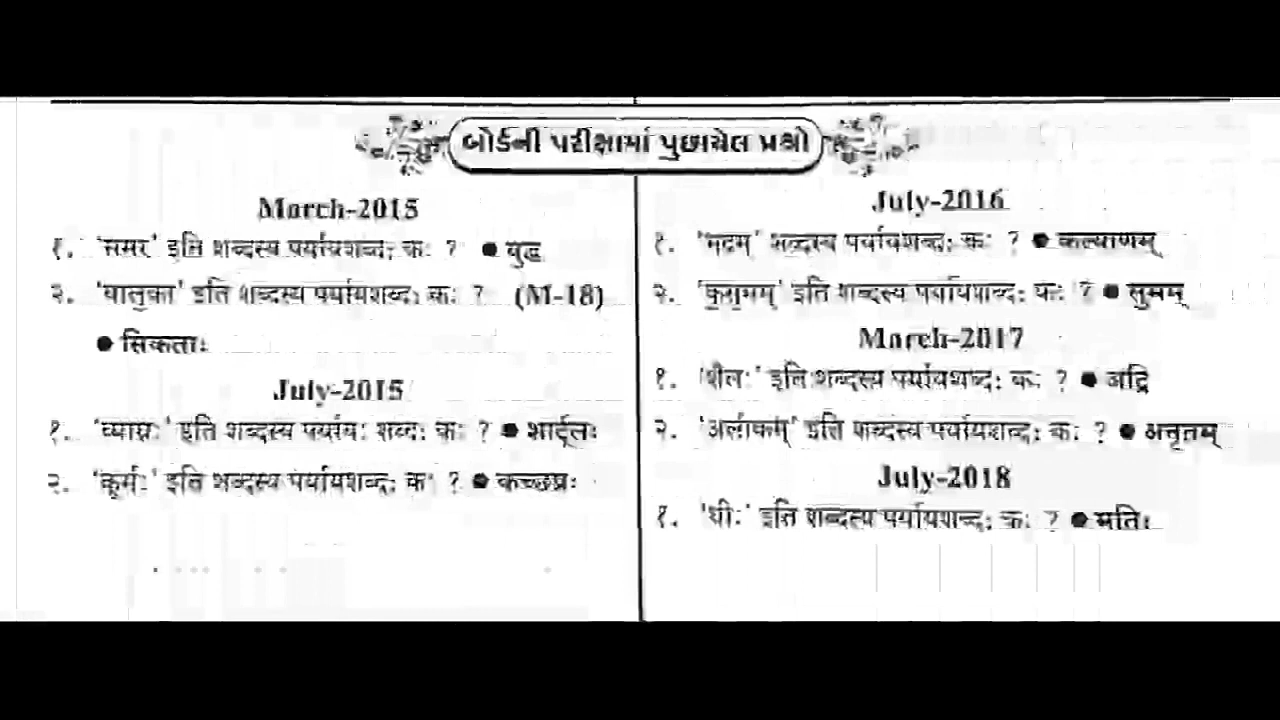 બોર્ડની પરીક્ષામાં પુછાયેલ પ્રશ્નો
March-2015
१. 'समर' इति शब्दस्य पर्यायशब्दः कः ? ● युद्ध
२. 'वालुका' इति शब्दस्य पर्यायशब्दः कः ? (M-18)
● सिकताः
July-2015
१. 'व्याघ्रः' इति शब्दस्य पर्यायः शब्दः कः ? ● शार्दूलः
२. 'कूर्मः' इति शब्दस्य पर्यायशब्दः कः ? ● कच्छपः
July-2016
१. 'भद्रम्' शब्दस्य पर्यायशब्दः कः ? ● कल्याणम्
२. 'कुसुमम्' इति शब्दस्य पर्यायशब्दः कः ? ● सुमम्
March-2017
१. 'शैलः' इति शब्दस्य पर्यायशब्दः कः ? ● अद्रि
२. 'अलीकम्' इति शब्दस्य पर्यायशब्दः कः ? ● अनृतम्
July-2018
१. 'धीः' इति शब्दस्य पर्यायशब्दः कः ? ● मतिः